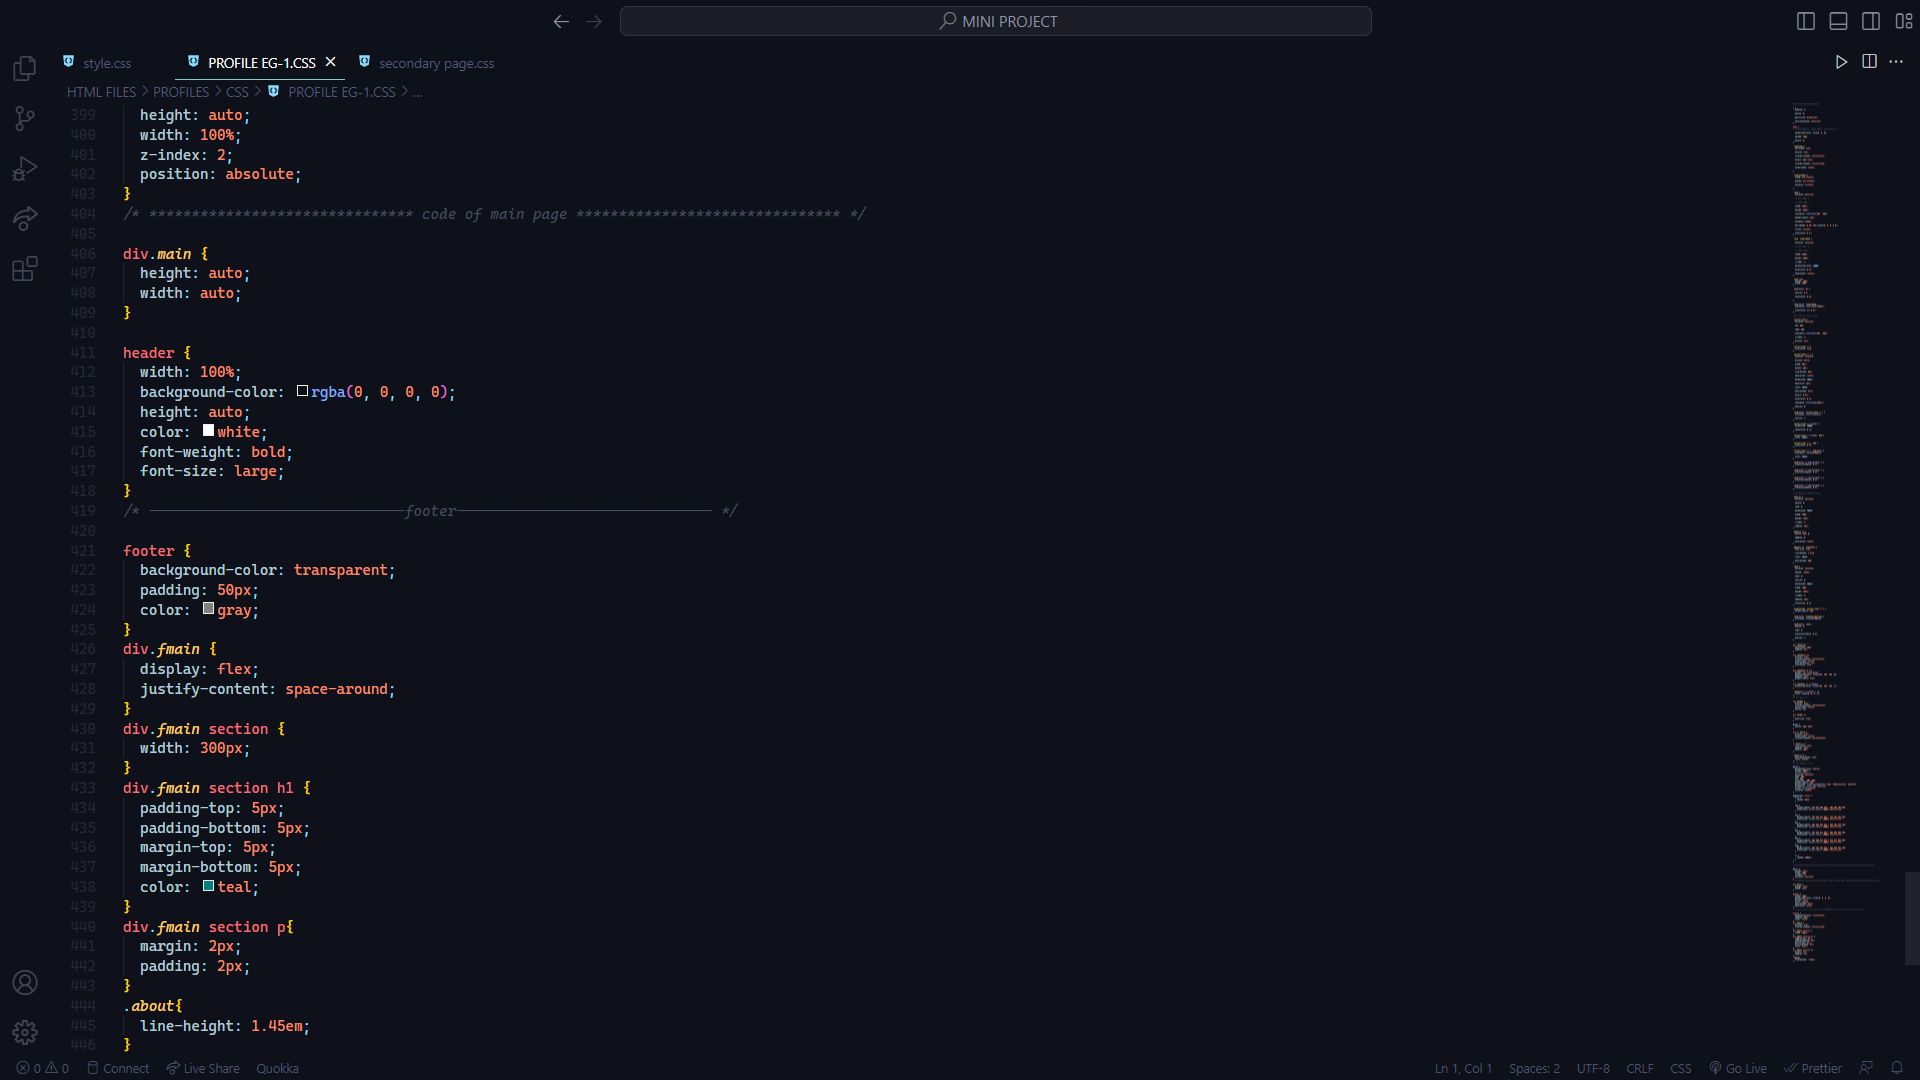 MINI PROJECT
style.css
PROFILE EG-1.CSS
secondary page.css
HTML FILES > PROFILES > CSS > PROFILE EG-1.CSS > ...
399 height: auto;
400 width: 100%;
401 z-index: 2;
402 position: absolute;
403 }
404 /* ******************************* code of main page ******************************* */
405
406 div.main {
407 height: auto;
408 width: auto;
409 }
410
411 header {
412 width: 100%;
413 background-color: rgba(0, 0, 0, 0);
414 height: auto;
415 color: white;
416 font-weight: bold;
417 font-size: large;
418 }
419 /* ------------------------------footer------------------------------ */
420
421 footer {
422 background-color: transparent;
423 padding: 50px;
424 color: gray;
425 }
426 div.fmain {
427 display: flex;
428 justify-content: space-around;
429 }
430 div.fmain section {
431 width: 300px;
432 }
433 div.fmain section h1 {
434 padding-top: 5px;
435 padding-bottom: 5px;
436 margin-top: 5px;
437 margin-bottom: 5px;
438 color: teal;
439 }
440 div.fmain section p{
441 margin: 2px;
442 padding: 2px;
443 }
444 .about{
445 line-height: 1.45em;
446 }
0 0 Connect Live Share Quokka Ln 1, Col 1 Spaces: 2 UTF-8 CRLF CSS Go Live Prettier